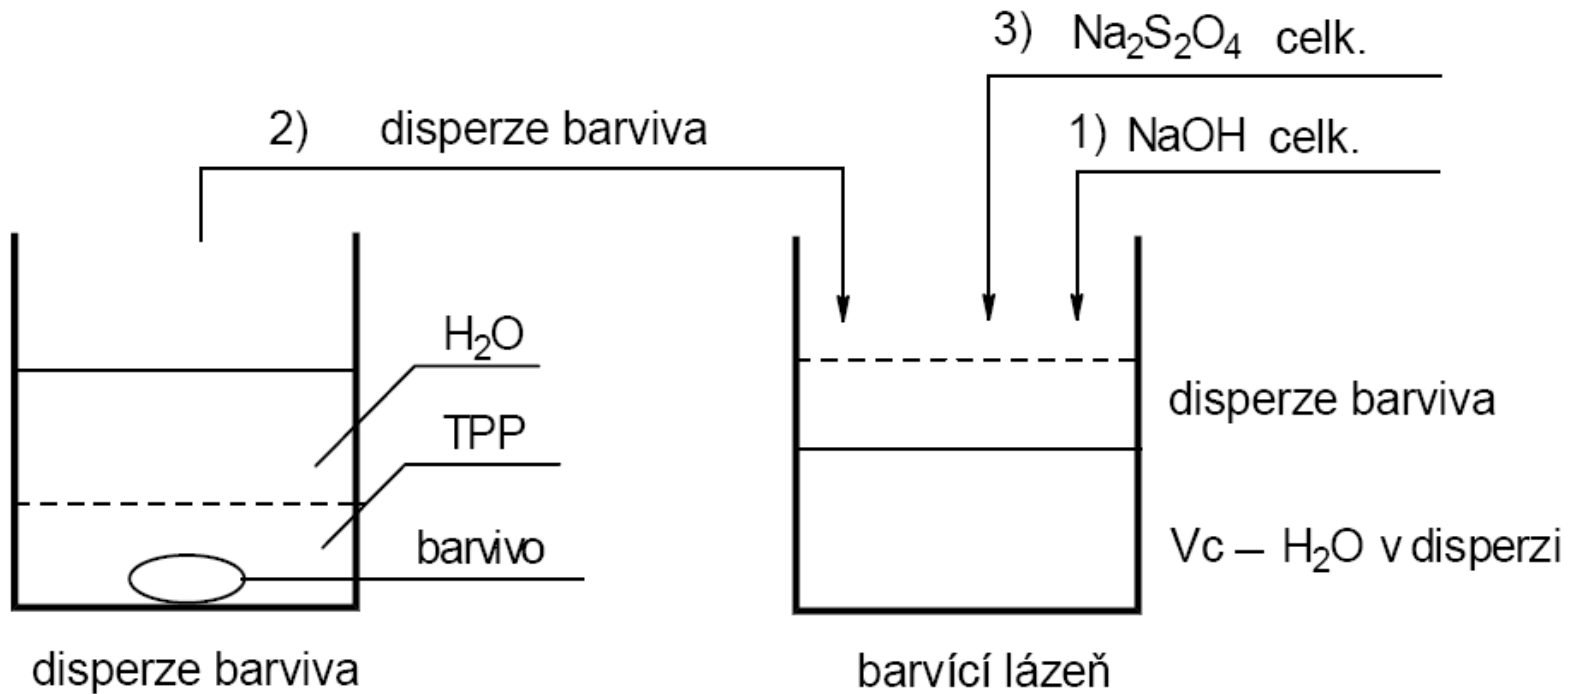 3) Na₂S₂O₄ celk.
2) disperze barviva
1) NaOH celk.
H₂O
TPP
barvivo
disperze barviva
Vc – H₂O v disperzi
disperze barviva
barvící lázeň